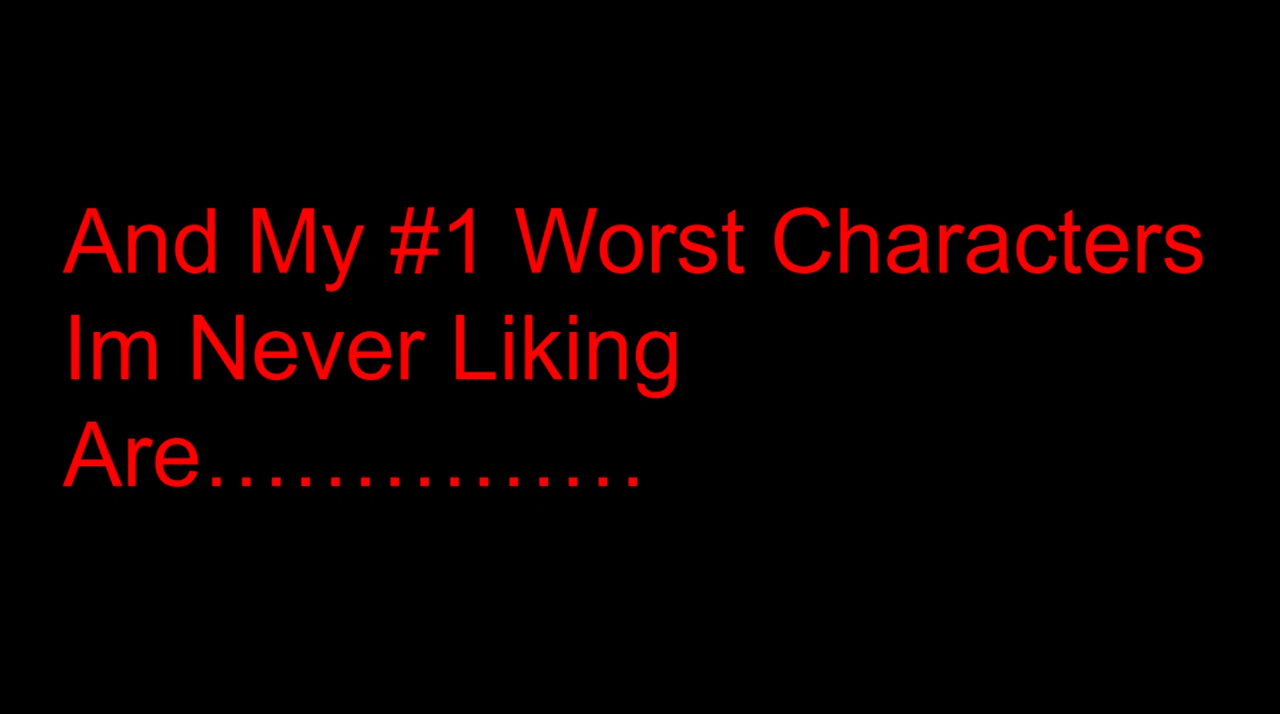 And My #1 Worst Characters
Im Never Liking
Are...............